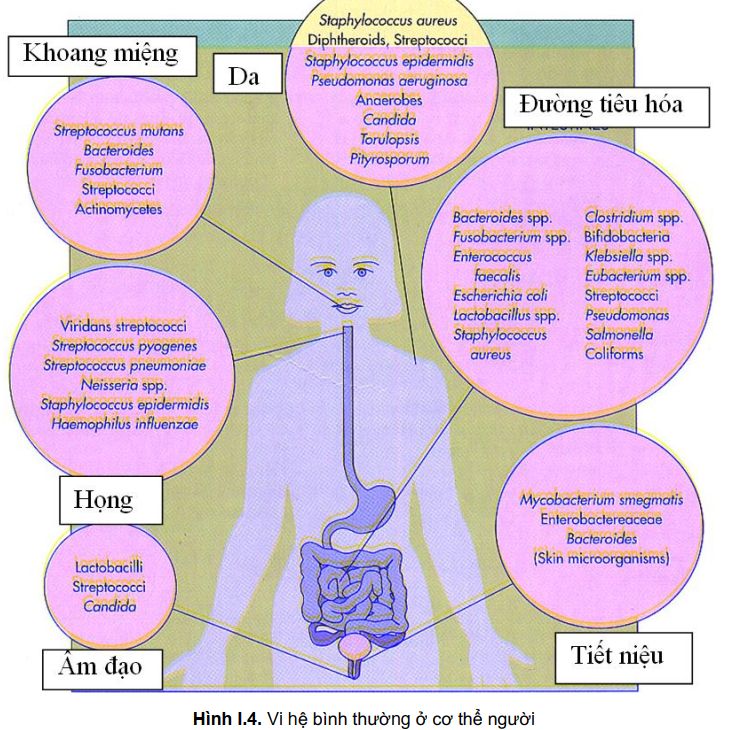 Khoang miệng
Streptococcus mutans
Bacteroides
Fusobacterium
Streptococci
Actinomycetes
Da
Staphylococcus aureus
Diphtheroids, Streptococci
Staphylococcus epidermidis
Pseudomonas aeruginosa
Anaerobes
Candida
Torulopsis
Pityrosporum
Đường tiêu hóa
Bacteroides spp.
Fusobacterium spp.
Enterococcus
faecalis
Escherichia coli
Lactobacillus spp.
Staphylococcus
aureus
Clostridium spp.
Bifidobacteria
Klebsiella spp.
Eubacterium spp.
Streptococci
Pseudomonas
Salmonella
Coliforms
Viridans streptococci
Streptococcus pyogenes
Streptococcus pneumoniae
Neisseria spp.
Staphylococcus epidermidis
Haemophilus influenzae
Họng
Mycobacterium smegmatis
Enterobactereaceae
Bacteroides
(Skin microorganisms)
Tiết niệu
Lactobacilli
Streptococci
Candida
Âm đạo
Hình I.4. Vi hệ bình thường ở cơ thể người